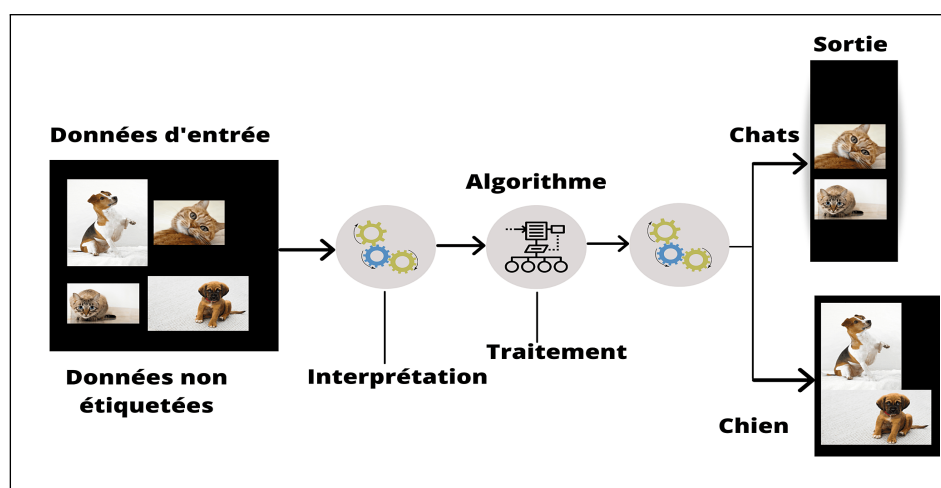 Données d'entrée
Données non
étiquetées
Interprétation
Algorithme
Traitement
Sortie
Chats
Chien